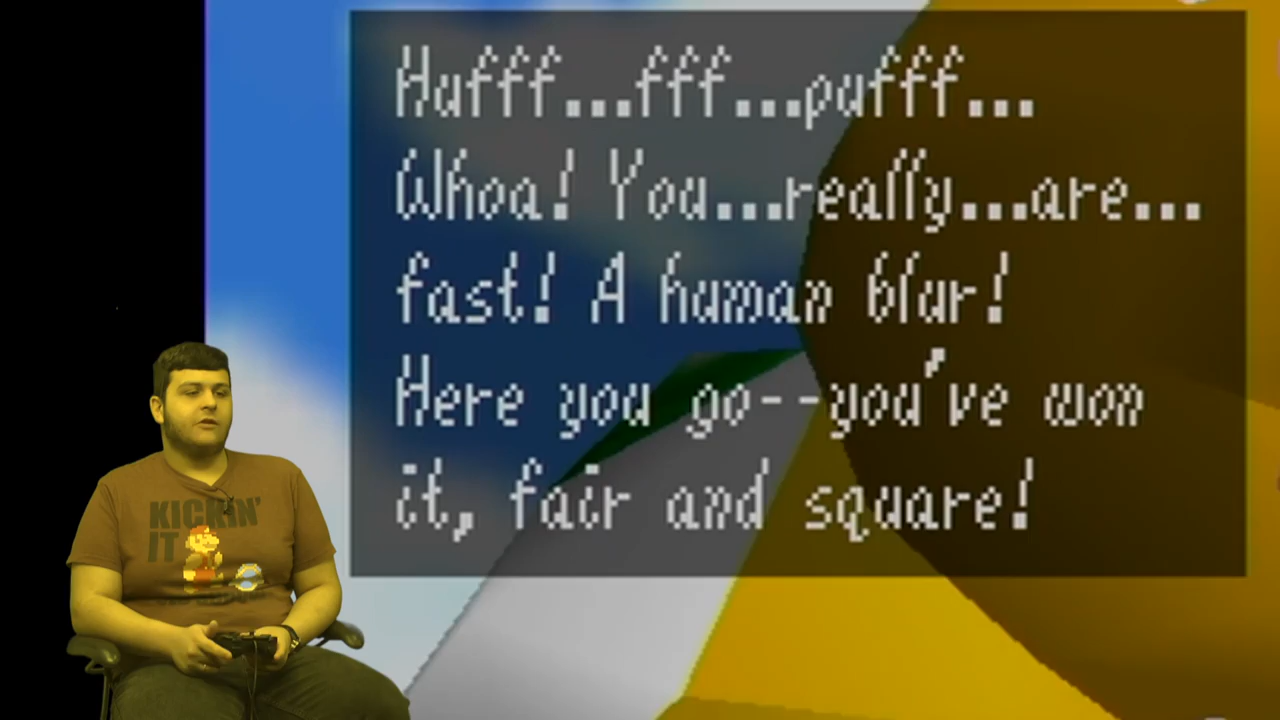 Hufff...fff...pufff...
Whoa! You...really...are...
fast! A human blur!
Here you go--you've won
it, fair and square!
KICKIN'
IT